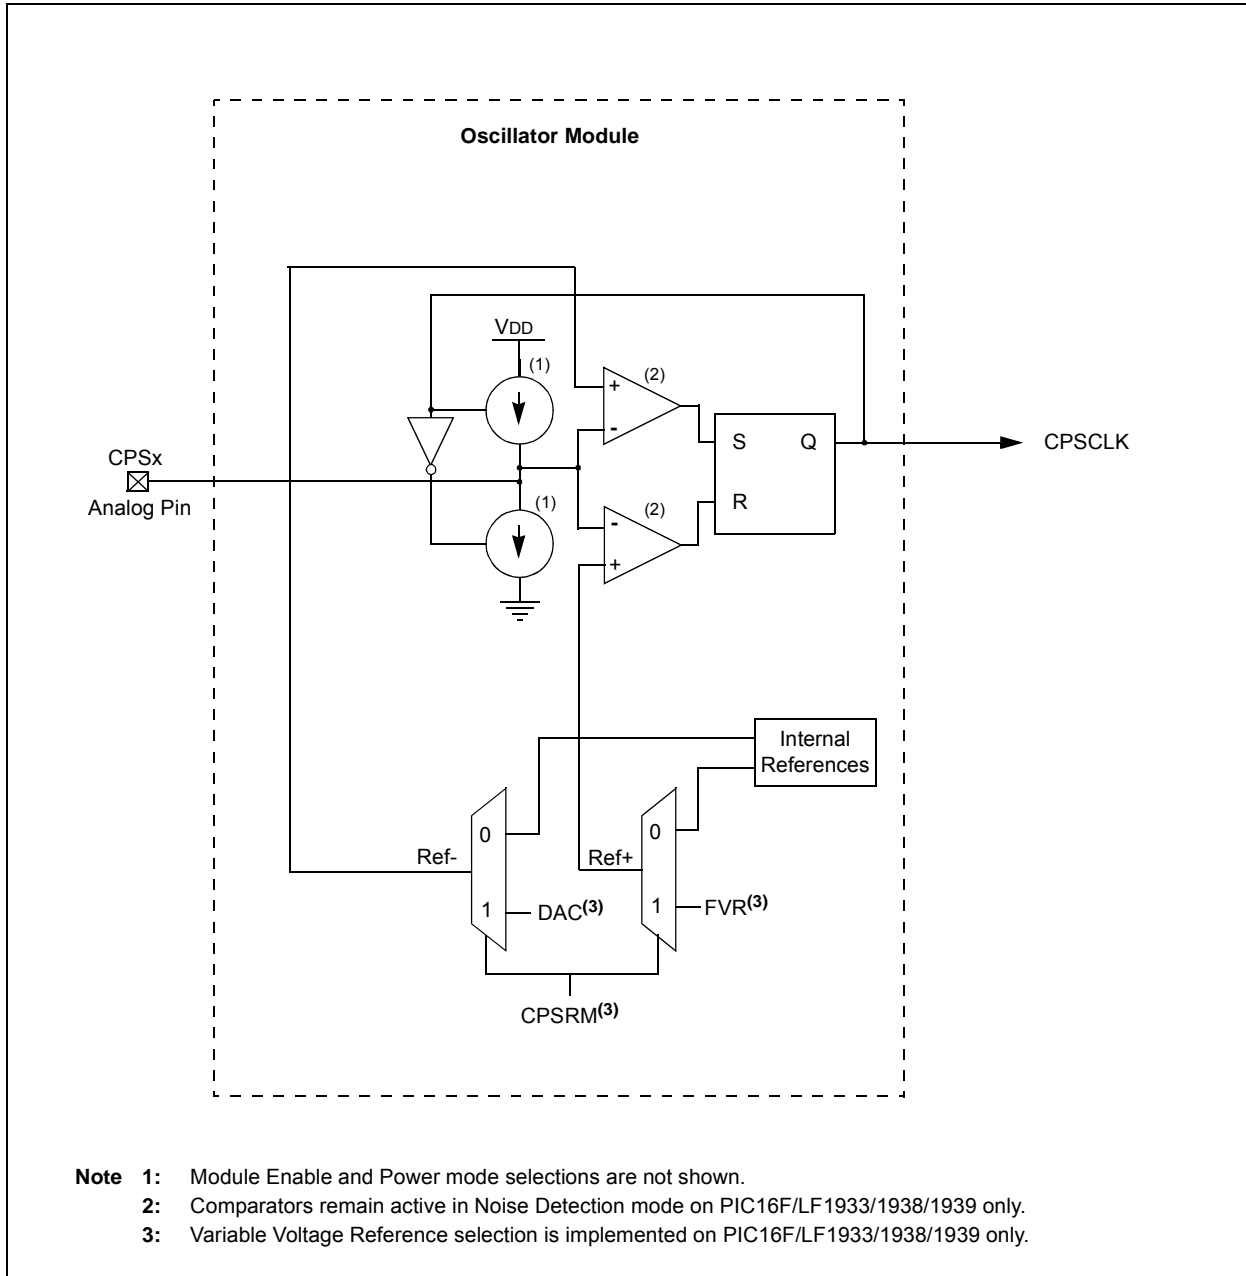 Oscillator Module
VDD
(1)
(2)
+
-
S Q
CPSCLK
CPSx
Analog Pin
(1)
(2)
R
-
+
Internal
References
0
0
Ref-
Ref+
1
DAC(3)
1
FVR(3)
CPSRM(3)
Note 1: Module Enable and Power mode selections are not shown.
2: Comparators remain active in Noise Detection mode on PIC16F/LF1933/1938/1939 only.
3: Variable Voltage Reference selection is implemented on PIC16F/LF1933/1938/1939 only.